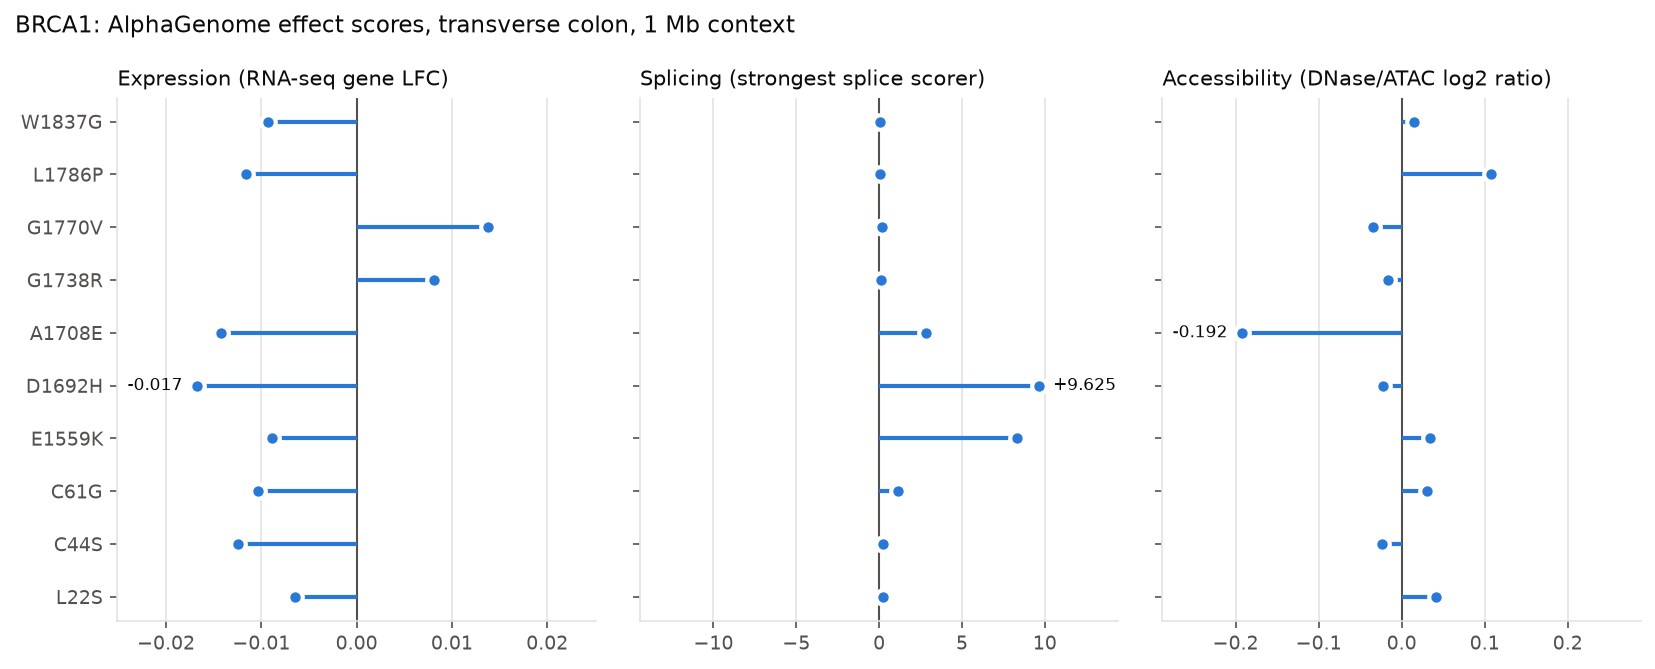 BRCA1: AlphaGenome effect scores, transverse colon, 1 Mb context
Expression (RNA-seq gene LFC)
Splicing (strongest splice scorer)
Accessibility (DNase/ATAC log2 ratio)
W1837G
L1786P
G1770V
G1738R
A1708E
-0.192
D1692H
-0.017
+9.625
E1559K
C61G
C44S
L22S
−0.02 −0.01 0.00 0.01 0.02
−10 −5 0 5 10
−0.2 −0.1 0.0 0.1 0.2